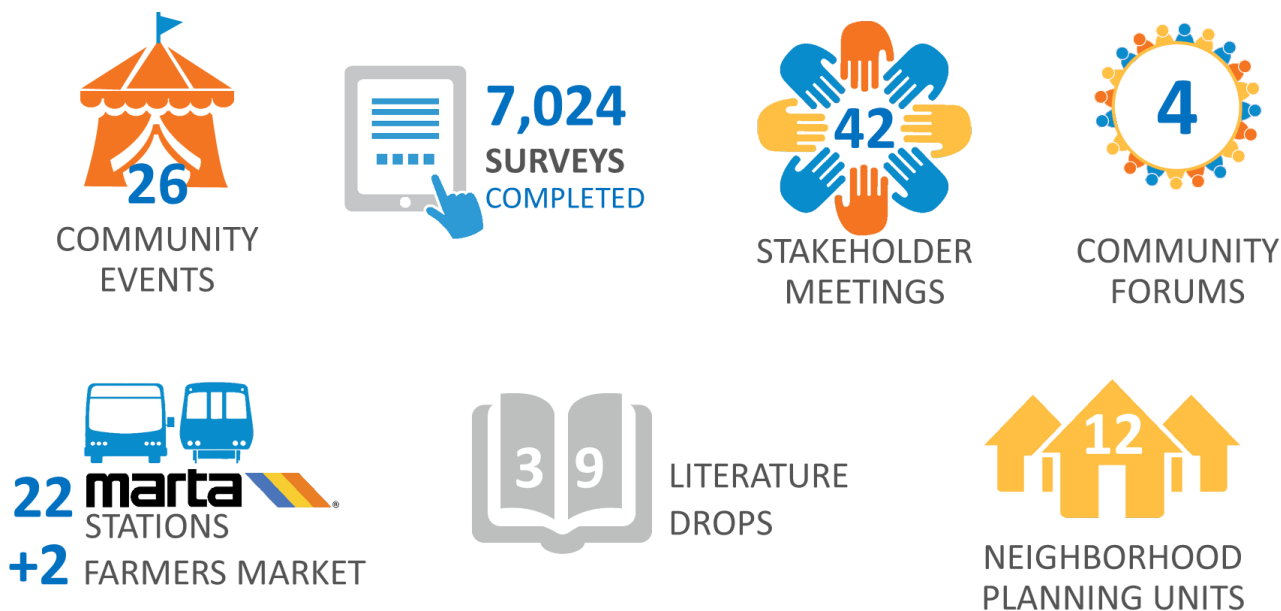 26
COMMUNITY
EVENTS
7,024
SURVEYS
COMPLETED
42
STAKEHOLDER
MEETINGS
4
COMMUNITY
FORUMS
22 marta ®
STATIONS
+2 FARMERS MARKET
3 9
LITERATURE
DROPS
12
NEIGHBORHOOD
PLANNING UNITS